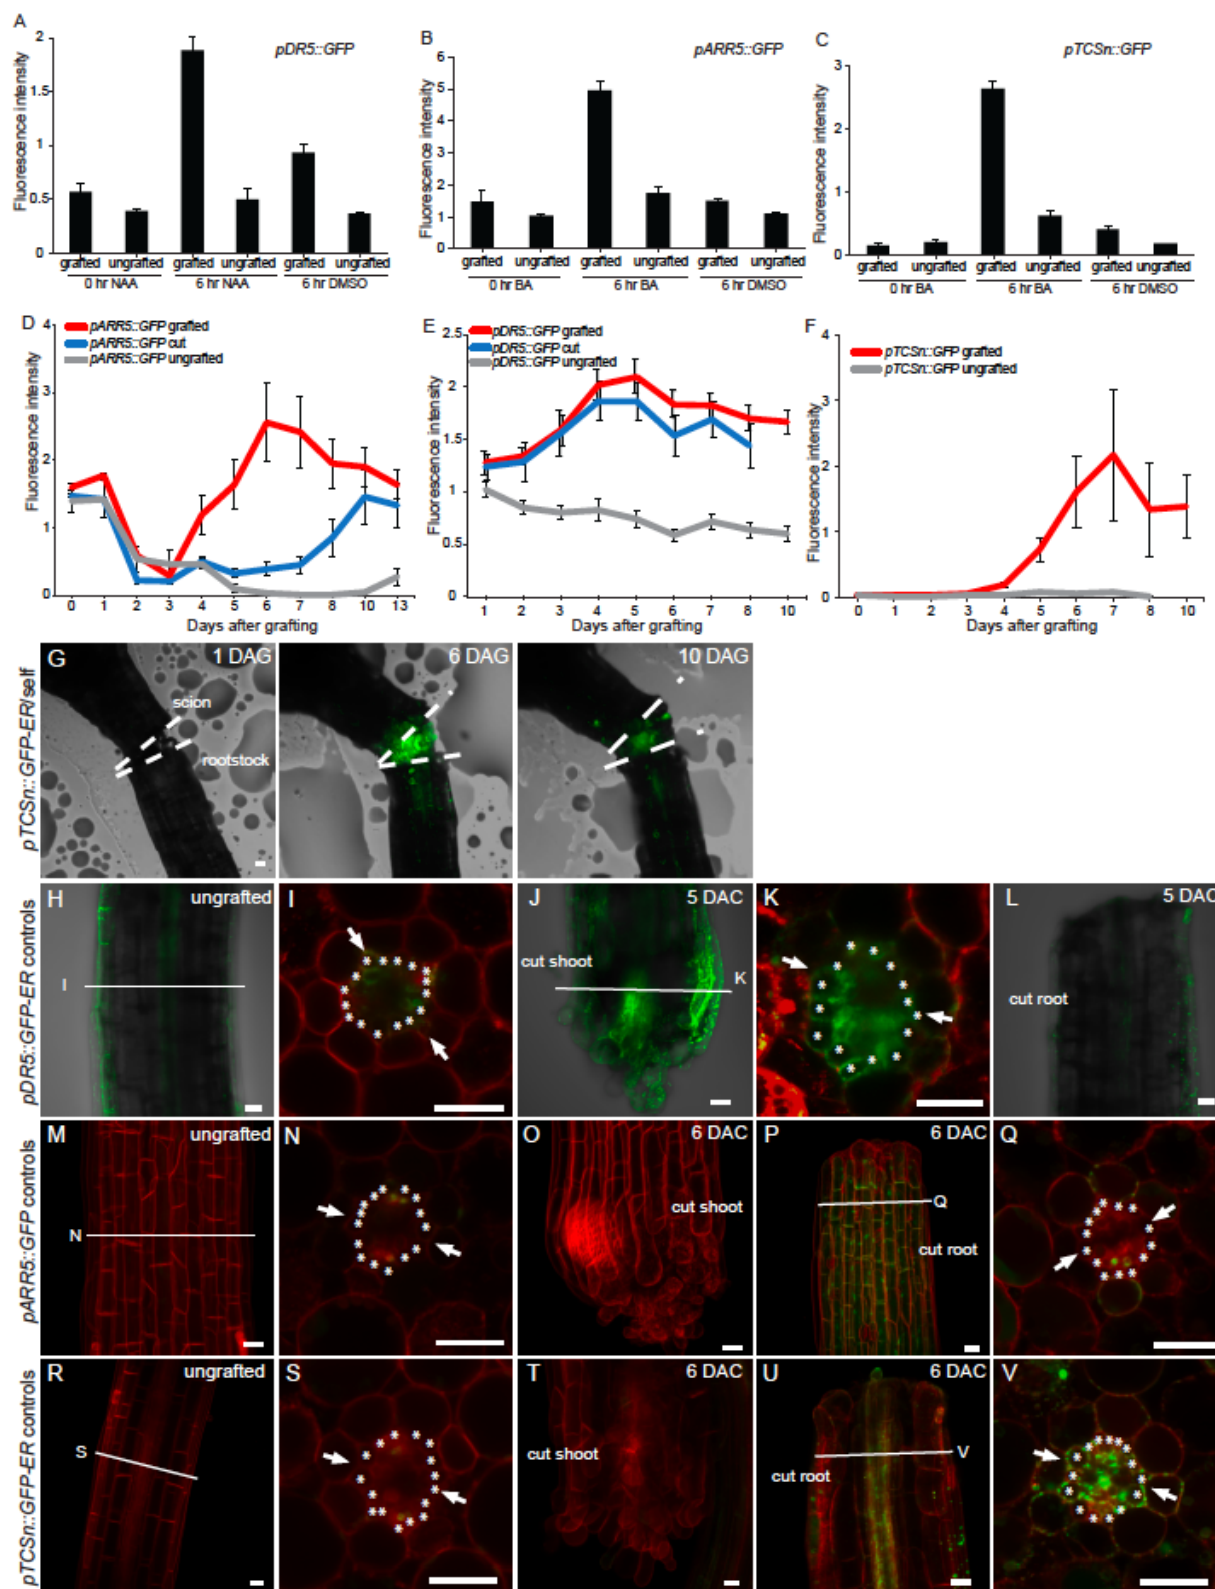 A
pDR5::GFP
Fluorescence intensity
2
1.5
1
0.5
0
grafted ungrafted grafted ungrafted grafted ungrafted
0 hr NAA 6 hr NAA 6 hr DMSO
B
pARR5::GFP
Fluorescence intensity
6
5
4
3
2
1
0
grafted ungrafted grafted ungrafted grafted ungrafted
0 hr BA 6 hr BA 6 hr DMSO
C
pTCSn::GFP
Fluorescence intensity
3
2
1
0
grafted ungrafted grafted ungrafted grafted ungrafted
0 hr BA 6 hr BA 6 hr DMSO
D
pARR5::GFP grafted
pARR5::GFP cut
pARR5::GFP ungrafted
Fluorescence intensity
4
3
2
1
0
0 1 2 3 4 5 6 7 8 10 13
Days after grafting
E
pDR5::GFP grafted
pDR5::GFP cut
pDR5::GFP ungrafted
Fluorescence intensity
2.5
2
1.5
1
0.5
0
1 2 3 4 5 6 7 8 10
Days after grafting
F
pTCSn::GFP grafted
pTCSn::GFP ungrafted
Fluorescence intensity
4
3
2
1
0
0 1 2 3 4 5 6 7 8 10
Days after grafting
pTCSn::GFP-ER/self
G 1 DAG
scion
rootstock
6 DAG
10 DAG
pDR5::GFP-ER controls
H ungrafted
I
I
J 5 DAC
cut shoot
K
K
L 5 DAC
cut root
pARR5::GFP controls
M ungrafted
N
N
O 6 DAC
cut shoot
P 6 DAC
Q
cut root
Q
pTCSn::GFP-ER controls
R ungrafted
S
S
T 6 DAC
cut shoot
U 6 DAC
V
cut root
V